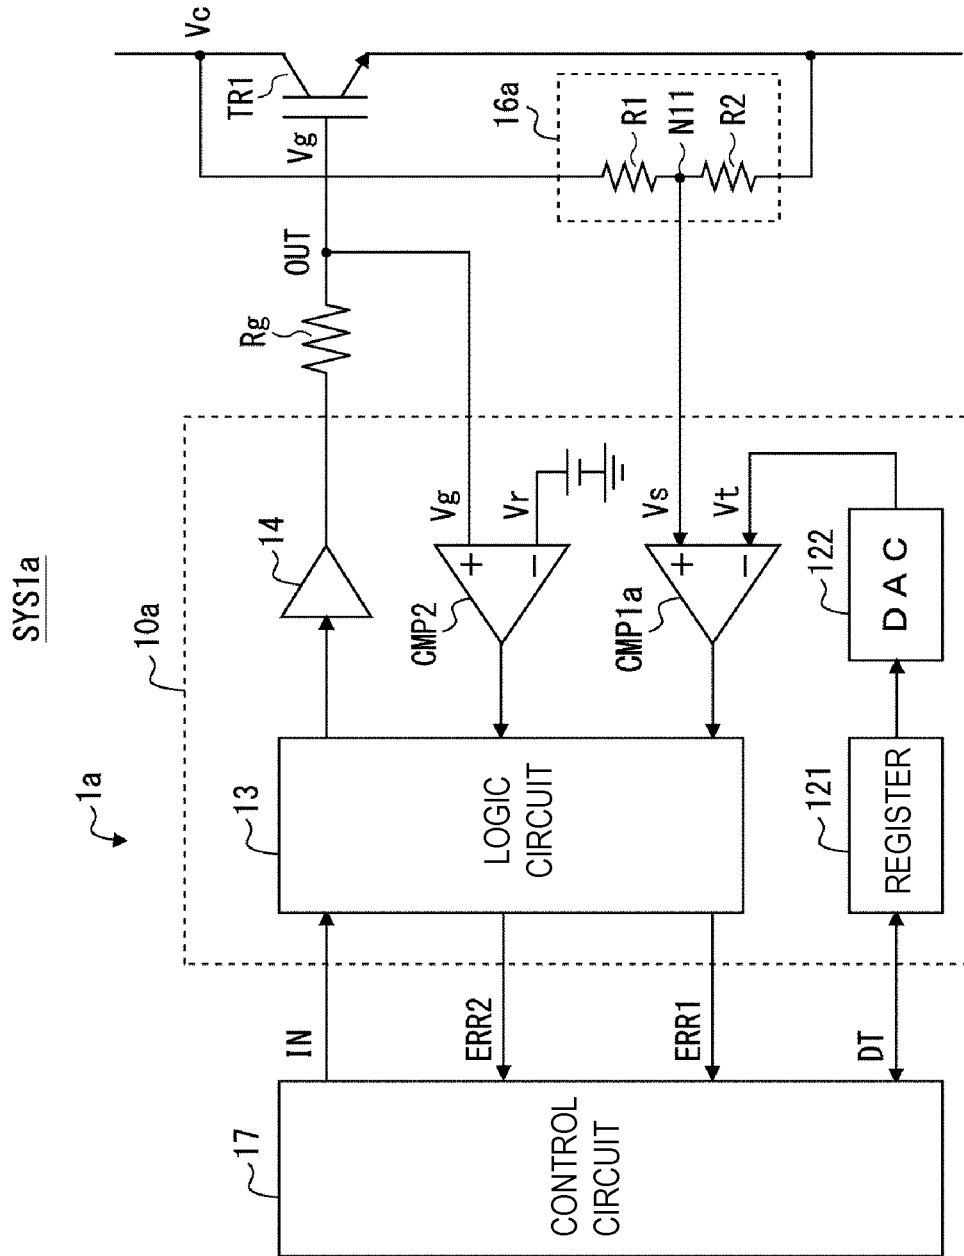 SYS1a
1a
10a
17
CONTROL
CIRCUIT
IN
ERR2
ERR1
DT
13
LOGIC
CIRCUIT
121
REGISTER
14
CMP2
Vg
Vr
+
−
CMP1a
Vs
Vt
+
−
122
DAC
Rg
OUT
Vg
TR1
Vc
16a
R1
N11
R2